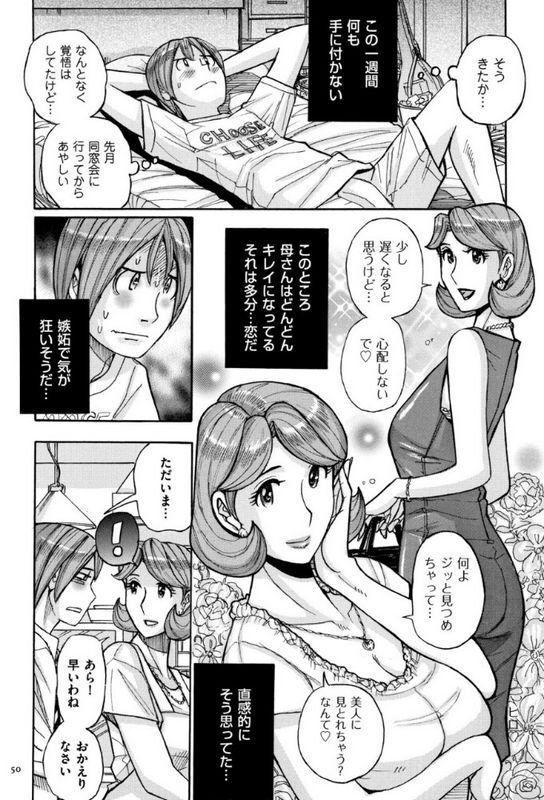 この一週間
何も
手に付かない
そう
きたか…
なんとなく
覚悟は
してたけど…
先月
同窓会に
行ってから
あやしい
CHOOSE
LIFE
少し
遅くなると
思うけど…
心配しない
で♡
このところ
母さんはどんどん
キレイになってる
それは多分…恋だ
嫉妬で気が
狂いそうだ…
何よ
ジッと見つめ
ちゃって…
美人に
見とれちゃう?
なんて♡
直感的に
そう思ってた…
ただいま…
!
あら!
早いわね
おかえり
なさい
50